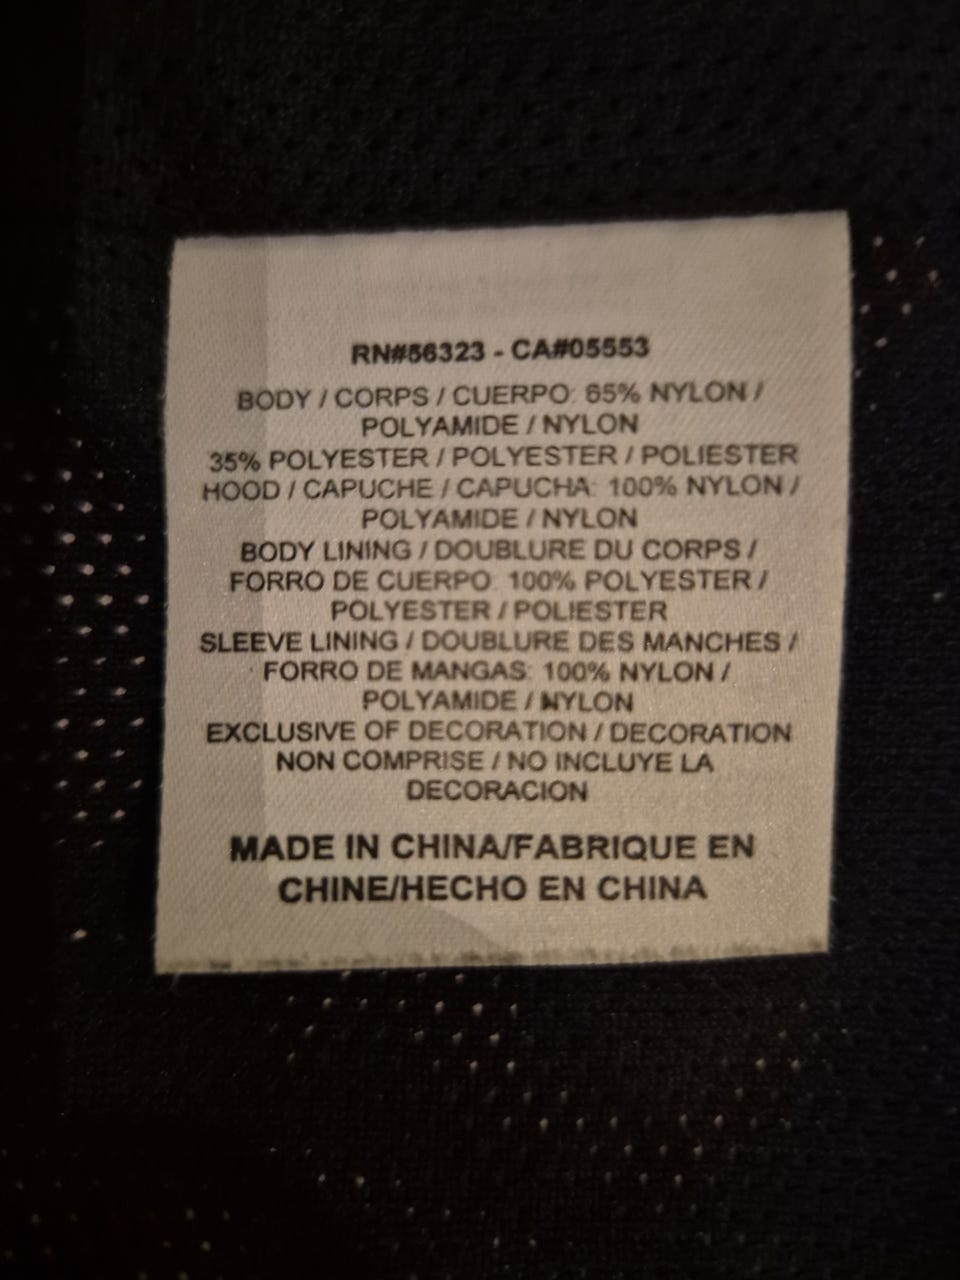 RN#56323 - CA#05553
BODY / CORPS / CUERPO: 65% NYLON /
POLYAMIDE / NYLON
35% POLYESTER / POLYESTER / POLIESTER
HOOD / CAPUCHE / CAPUCHA: 100% NYLON /
POLYAMIDE / NYLON
BODY LINING / DOUBLURE DU CORPS /
FORRO DE CUERPO: 100% POLYESTER /
POLYESTER / POLIESTER
SLEEVE LINING / DOUBLURE DES MANCHES /
FORRO DE MANGAS: 100% NYLON /
POLYAMIDE / NYLON
EXCLUSIVE OF DECORATION / DECORATION
NON COMPRISE / NO INCLUYE LA
DECORACION
MADE IN CHINA/FABRIQUE EN
CHINE/HECHO EN CHINA